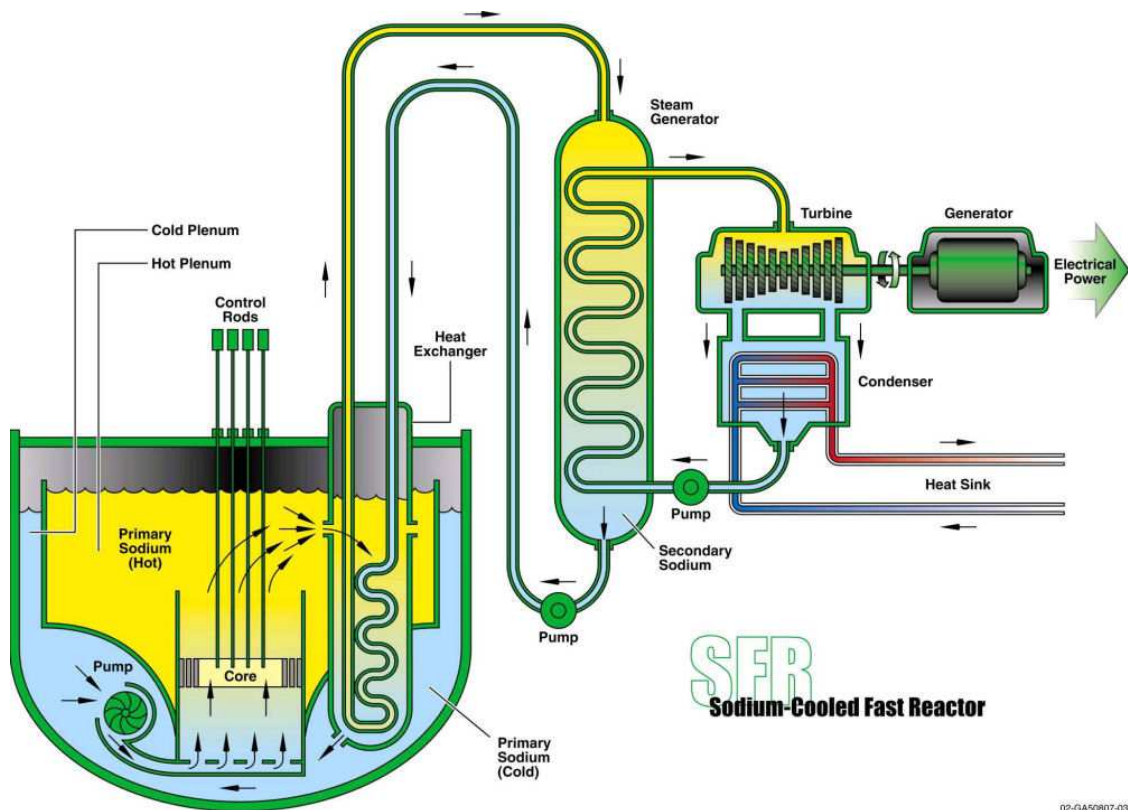 Steam
Generator
Cold Plenum
Hot Plenum
Control
Rods
Heat
Exchanger
Turbine
Generator
Electrical
Power
Condenser
Heat Sink
Pump
Secondary
Sodium
Primary
Sodium
(Hot)
Pump
Core
Pump
Primary
Sodium
(Cold)
SFR
Sodium-Cooled Fast Reactor
02-GA50807-03